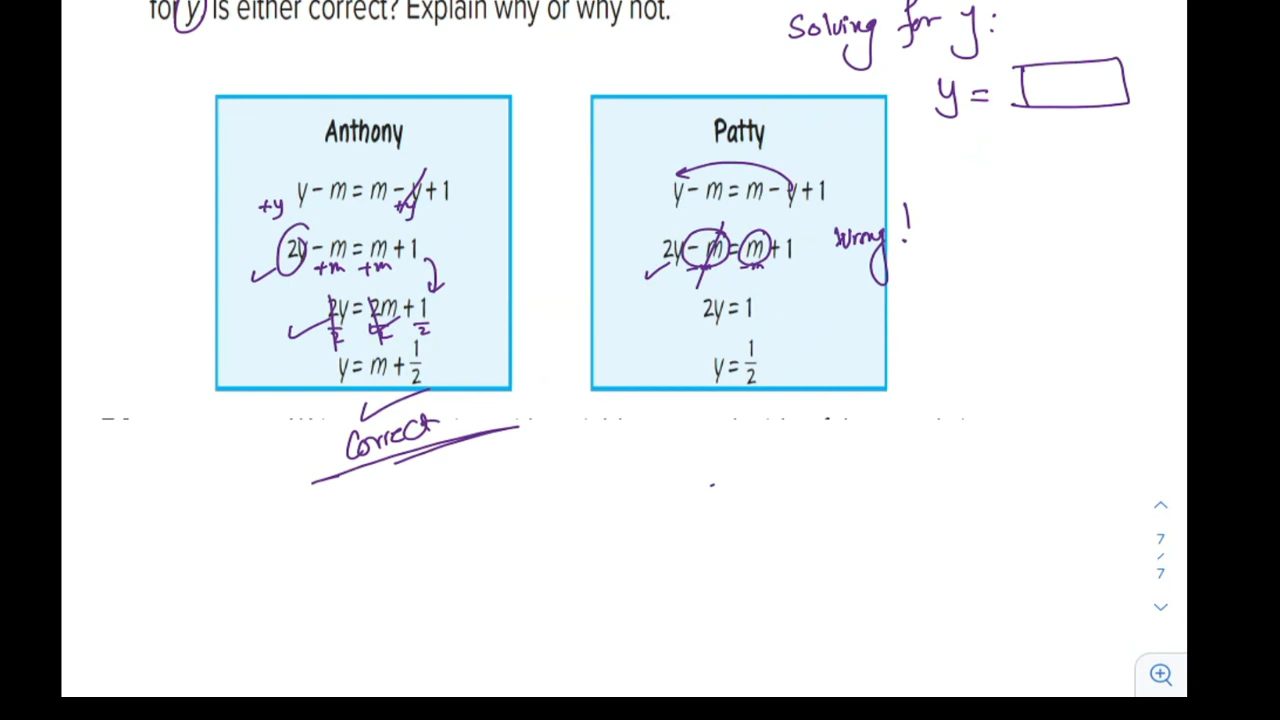 for y Is either correct? Explain why or why not.
Solving for y:
y =
Anthony
y − m = m − y + 1
+y +y
2y − m = m + 1
+m +m
2y = 2m + 1
2 2 2
y = m + 1/2
Correct
Patty
y − m = m − y + 1
2y − m = m + 1
−m −m
2y = 1
y = 1/2
Wrong!
7
/
7